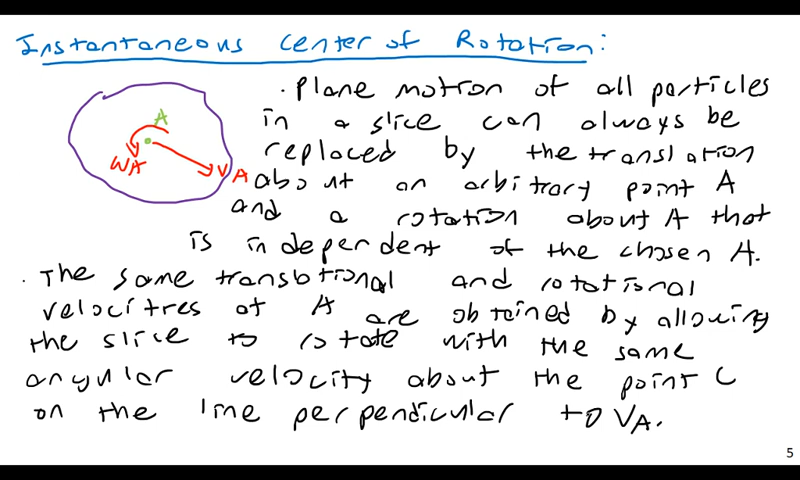 Instantaneous Center of Rotation:
. Plane motion of all particles
A
in a slice can always be
replaced by the translation
WA
VA
about an arbitrary point A
and a rotation about A that
is independent of the chosen A.
. The same translational and rotational
velocities of A are obtained by allowing
the slice to rotate with the same
angular velocity about the point C
on the line perpendicular to VA.
5